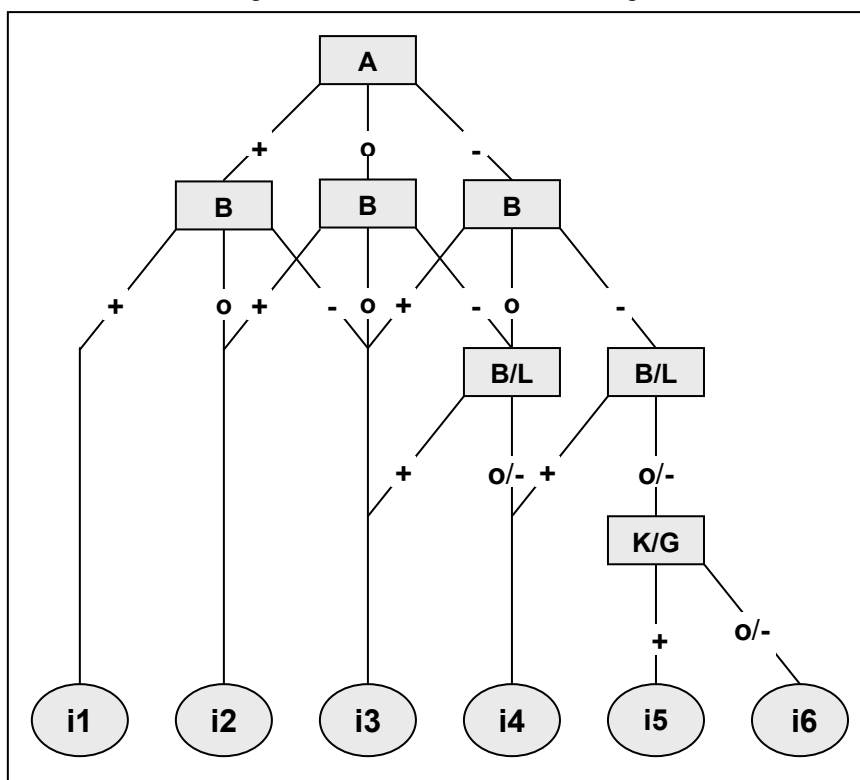 A
+ o -
B B B
+ o + - o + - o -
B/L B/L
+ o/- + o/-
K/G
+ o/-
i1 i2 i3 i4 i5 i6